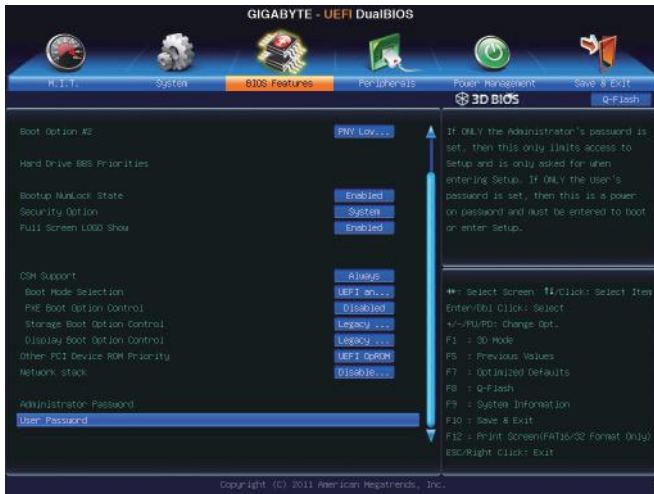 GIGABYTE - UEFI DualBIOS
M.I.T.
System
BIOS Features
Peripherals
Power Management
Save & Exit
3D BIOS
Q-Flash
Boot Option #2
PNY Lov...
Hard Drive BBS Priorities
Bootup NumLock State
Enabled
Security Option
System
Full Screen LOGO Show
Enabled
CSM Support
Always
Boot Mode Selection
UEFI an...
PXE Boot Option Control
Disabled
Storage Boot Option Control
Legacy ...
Display Boot Option Control
Legacy ...
Other PCI Device ROM Priority
UEFI OpROM
Network stack
Disable...
Administrator Password
User Password
If ONLY the Administrator's password is
set, then this only limits access to
Setup and is only asked for when
entering Setup. If ONLY the User's
password is set, then this is a power
on password and must be entered to boot
or enter Setup.
↔: Select Screen ↑↓/Click: Select Item
Enter/Dbl Click: Select
+/-/PU/PD: Change Opt.
F1 : 3D Mode
F5 : Previous Values
F7 : Optimized Defaults
F8 : Q-Flash
F9 : System Information
F10 : Save & Exit
F12 : Print Screen(FAT16/32 Format Only)
ESC/Right Click: Exit
Copyright (C) 2011 American Megatrends, Inc.